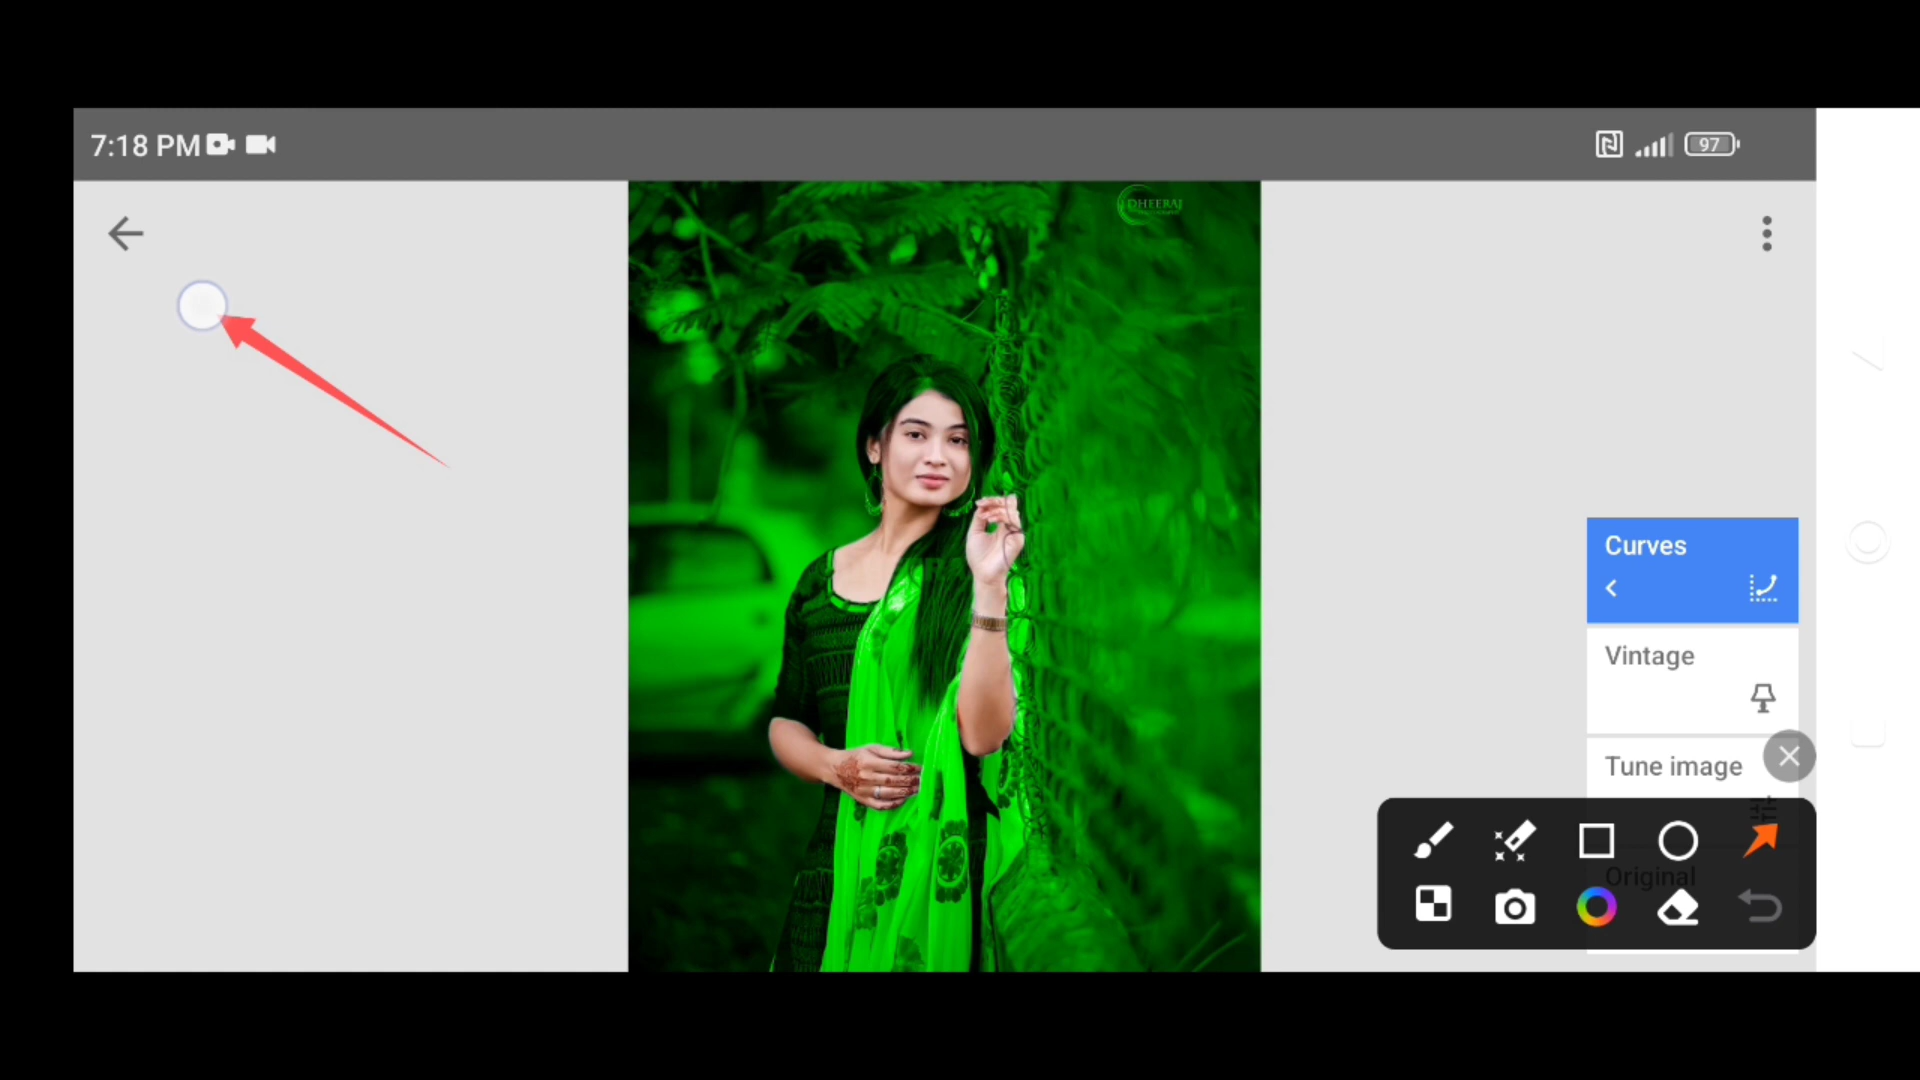 7:18 PM
97
DHEERAJ
Curves
Vintage
Tune image
Original